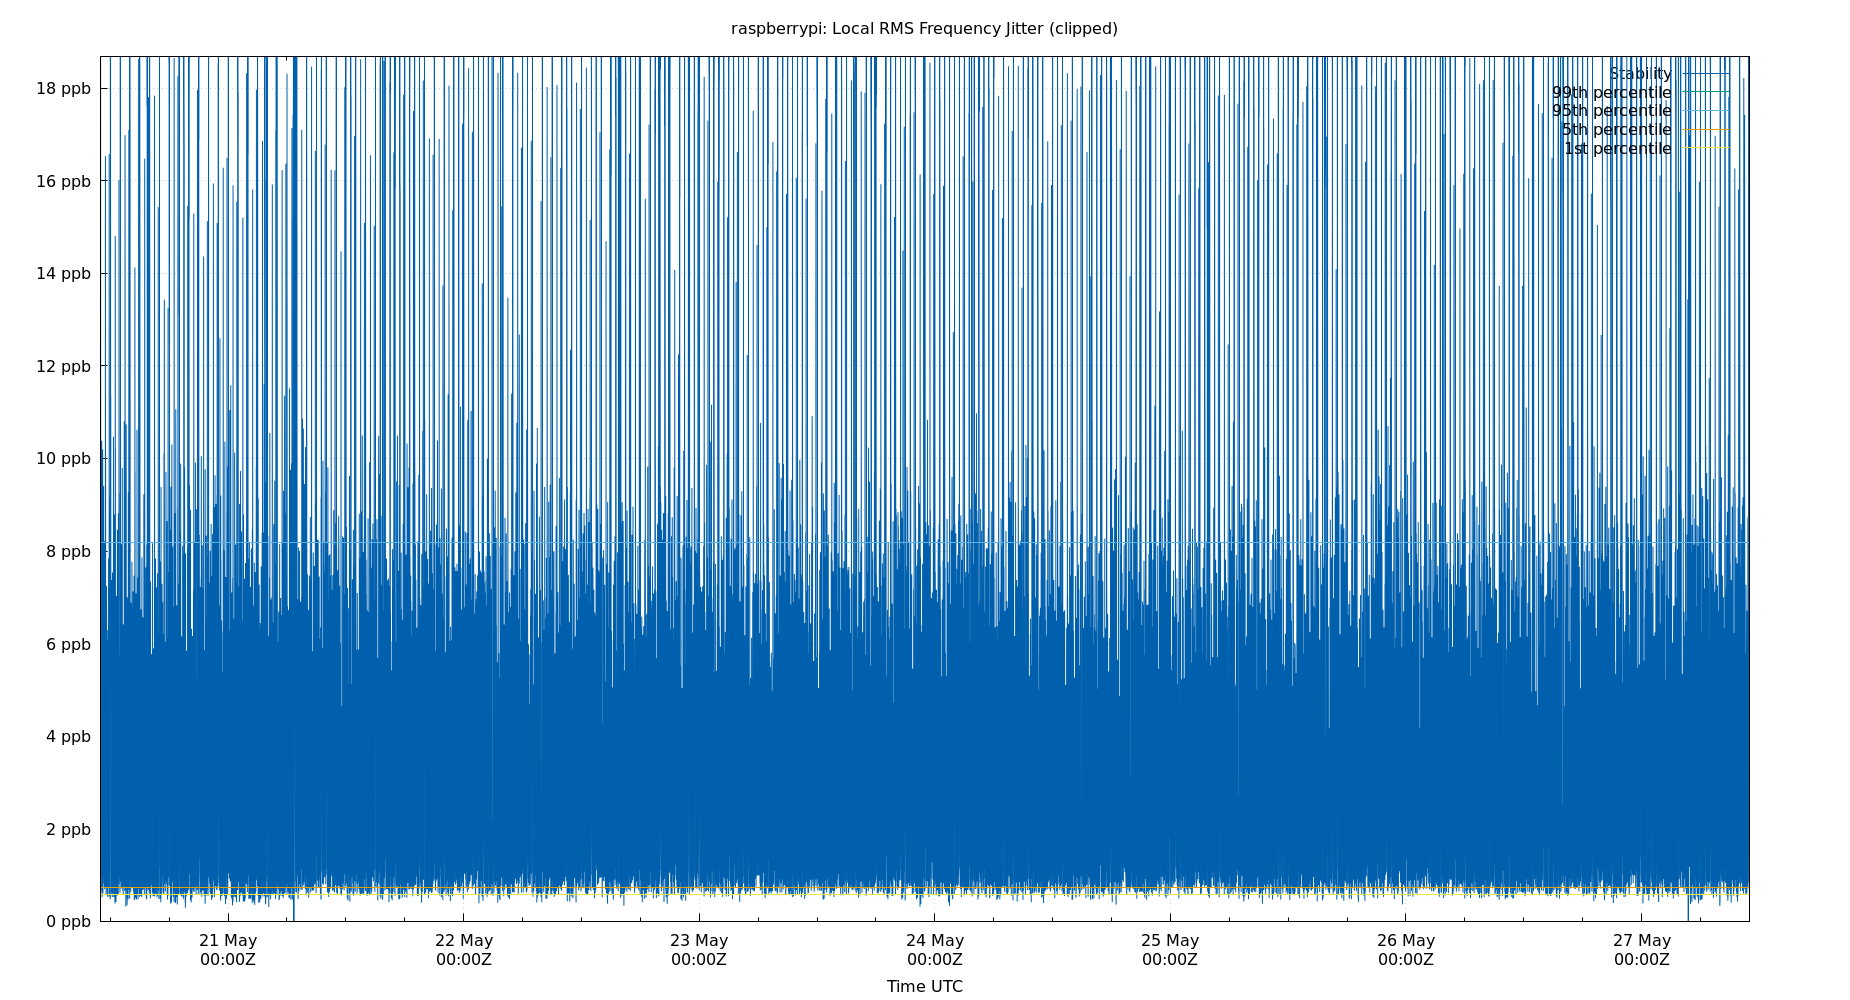 raspberrypi: Local RMS Frequency Jitter (clipped)
18 ppb
16 ppb
14 ppb
12 ppb
10 ppb
8 ppb
6 ppb
4 ppb
2 ppb
0 ppb
Stability
99th percentile
95th percentile
5th percentile
1st percentile
21 May
00:00Z
22 May
00:00Z
23 May
00:00Z
24 May
00:00Z
25 May
00:00Z
26 May
00:00Z
27 May
00:00Z
Time UTC